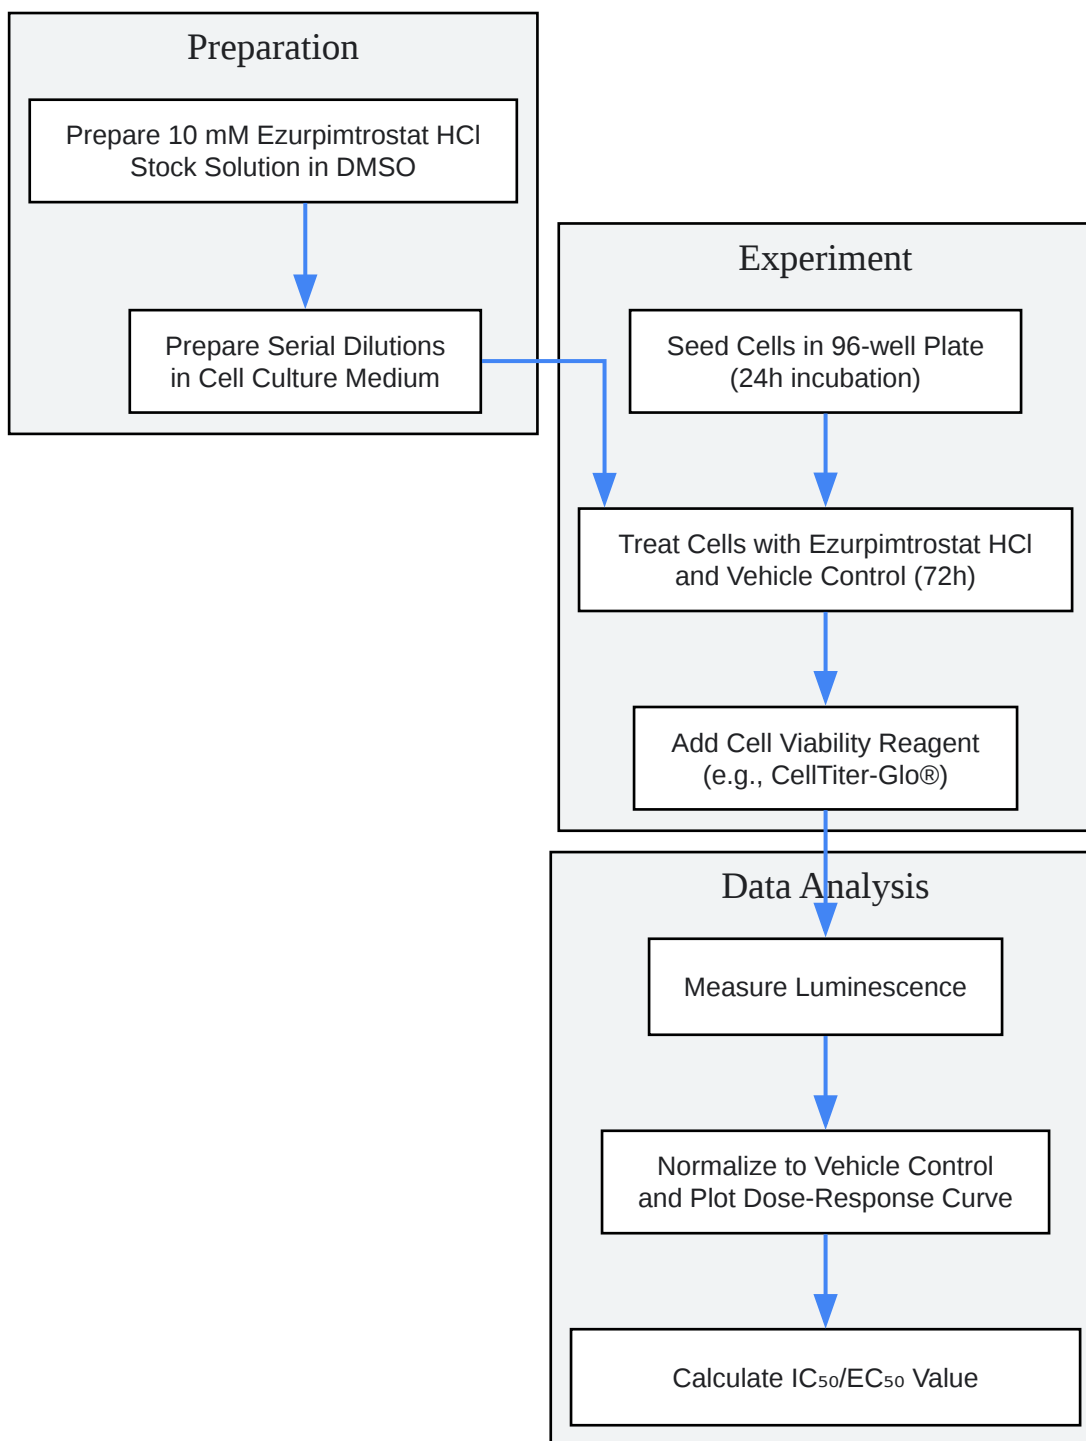 Preparation
Prepare 10 mM Ezurpimtrostat HCl
Stock Solution in DMSO
Prepare Serial Dilutions
in Cell Culture Medium
Experiment
Seed Cells in 96-well Plate
(24h incubation)
Treat Cells with Ezurpimtrostat HCl
and Vehicle Control (72h)
Add Cell Viability Reagent
(e.g., CellTiter-Glo®)
Data Analysis
Measure Luminescence
Normalize to Vehicle Control
and Plot Dose-Response Curve
Calculate IC₅₀/EC₅₀ Value